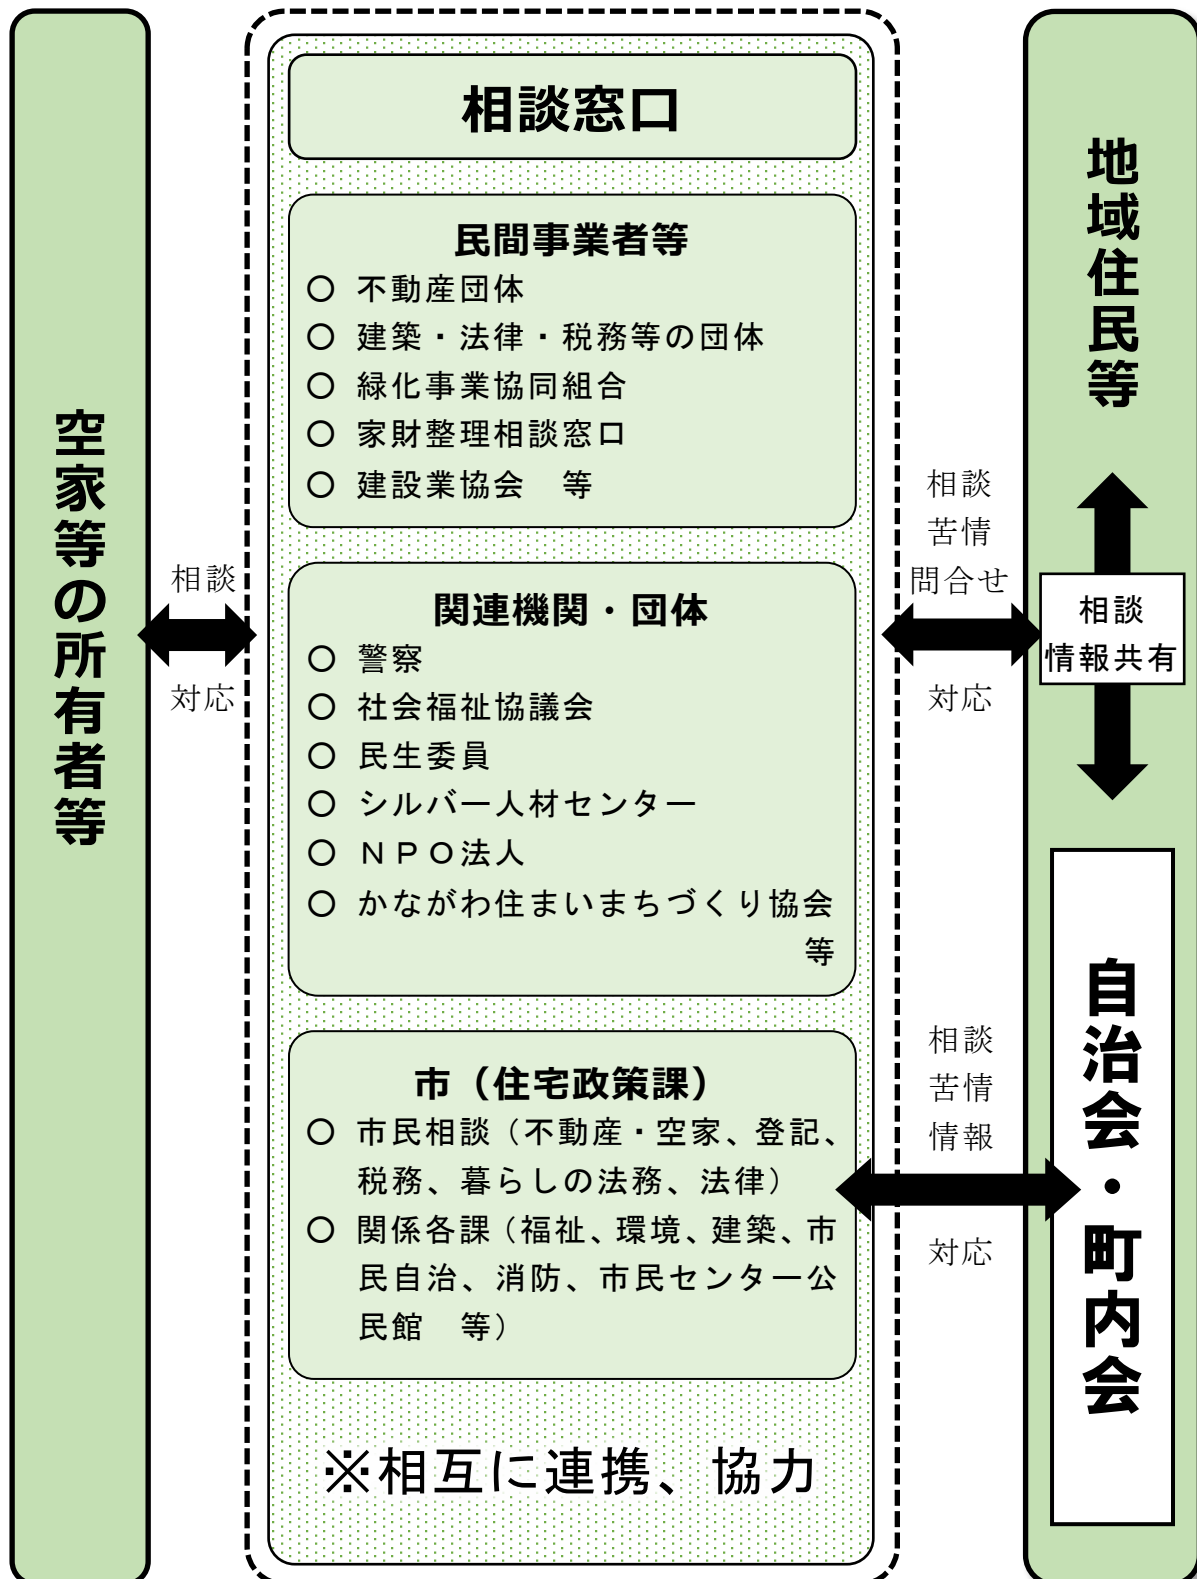 空家等の所有者等
相談
対応
相談窓口
民間事業者等
〇 不動産団体
〇 建築・法律・税務等の団体
〇 緑化事業協同組合
〇 家財整理相談窓口
〇 建設業協会　等
関連機関・団体
〇 警察
〇 社会福祉協議会
〇 民生委員
〇 シルバー人材センター
〇 ＮＰＯ法人
〇 かながわ住まいまちづくり協会
等
市（住宅政策課）
〇 市民相談（不動産・空家、登記、
税務、暮らしの法務、法律）
〇 関係各課（福祉、環境、建築、市
民自治、消防、市民センター公
民館　等）
※相互に連携、協力
相談
苦情
問合せ
対応
相談
苦情
情報
対応
地域住民等
相談
情報共有
自治会・町内会